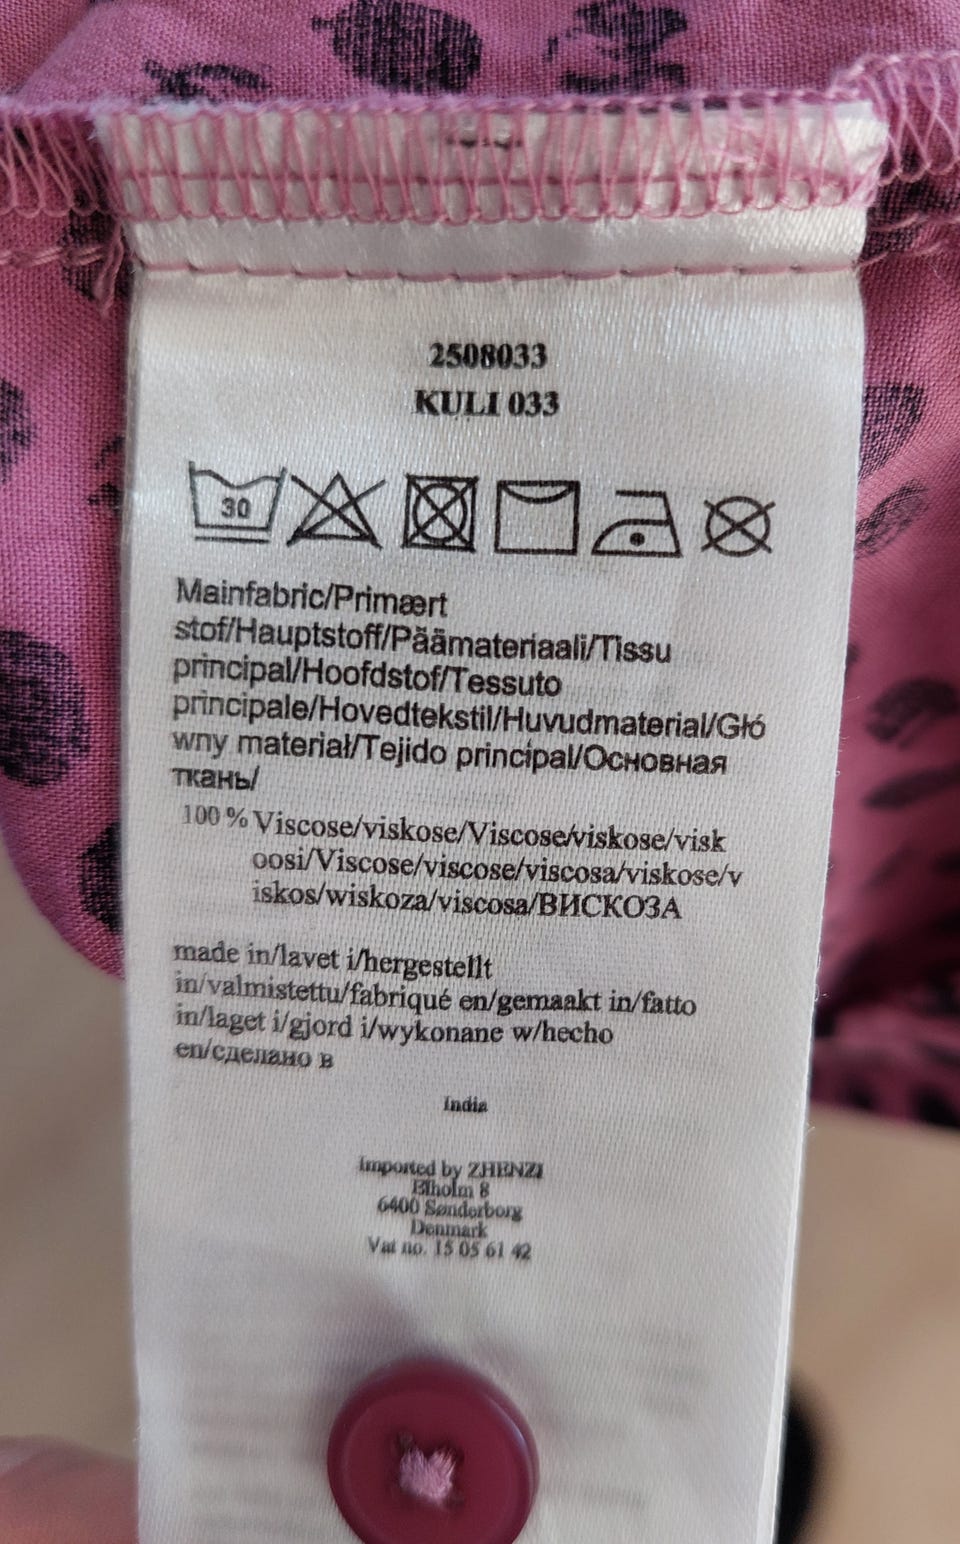 2508033
KULI 033
30
Mainfabric/Primært
stof/Hauptstoff/Päämateriaali/Tissu
principal/Hoofdstof/Tessuto
principale/Hovedtekstil/Huvudmaterial/Głó
wny materiał/Tejido principal/Основная
ткань/
100 % Viscose/viskose/Viscose/viskose/visk
oosi/Viscose/viscose/viscosa/viskose/v
iskos/wiskoza/viscosa/ВИСКОЗА
made in/lavet i/hergestellt
in/valmistettu/fabriqué en/gemaakt in/fatto
in/laget i/gjord i/wykonane w/hecho
en/сделано в
India
Imported by ZHENZI
Elholm 8
6400 Sønderborg
Denmark
Vat no. 15 05 61 42